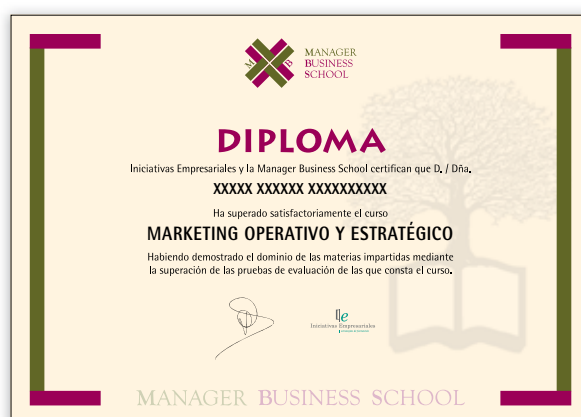 M B
MANAGER
BUSINESS
SCHOOL
DIPLOMA
Iniciativas Empresariales y la Manager Business School certifican que D. / Dña.
XXXXX XXXXXX XXXXXXXXXX
Ha superado satisfactoriamente el curso
MARKETING OPERATIVO Y ESTRATÉGICO
Habiendo demostrado el dominio de las materias impartidas mediante
la superación de las pruebas de evaluación de las que consta el curso.
Iniciativas Empresariales
MANAGER BUSINESS SCHOOL